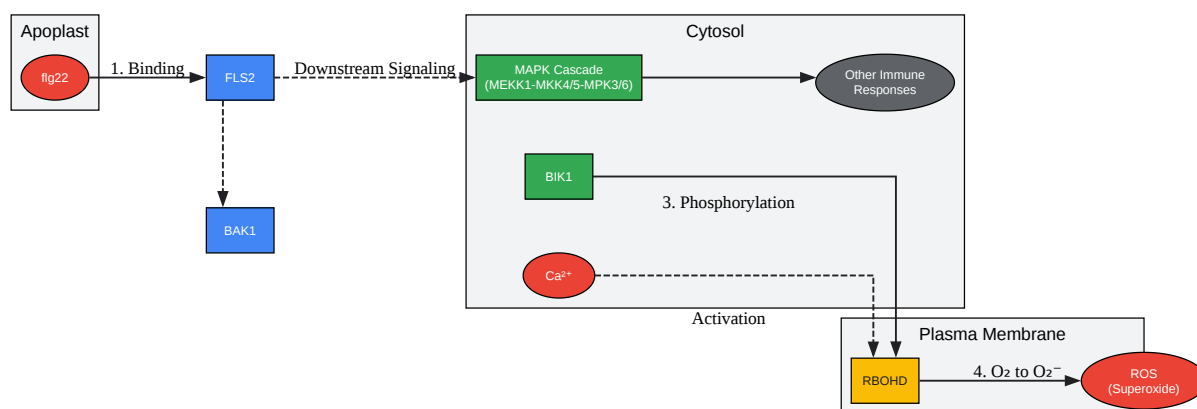 Apoplast
Cytosol
flg22
1. Binding
FLS2
Downstream Signaling
MAPK Cascade
(MEKK1-MKK4/5-MPK3/6)
Other Immune
Responses
BIK1
3. Phosphorylation
BAK1
Ca²⁺
Activation
Plasma Membrane
RBOHD
4. O₂ to O₂⁻
ROS
(Superoxide)